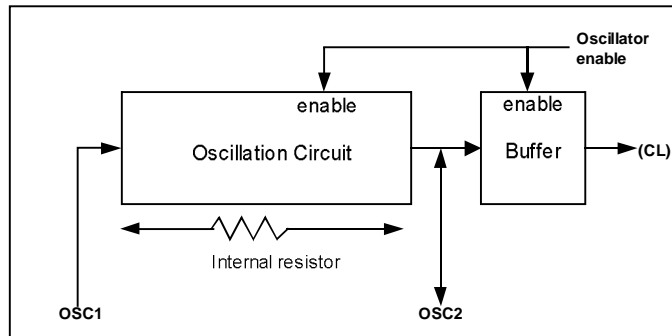 Oscillator
enable
enable
enable
Oscillation Circuit
Buffer
(CL)
Internal resistor
OSC1
OSC2